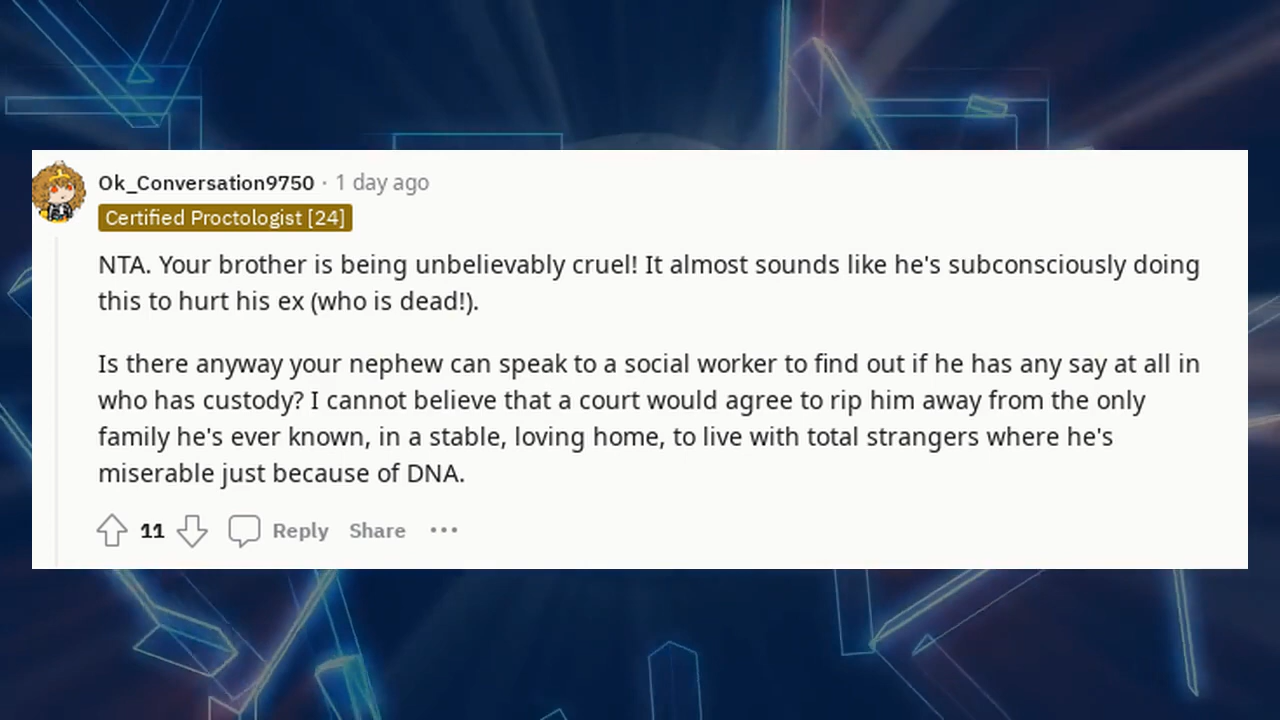 Ok_Conversation9750 · 1 day ago
Certified Proctologist [24]
NTA. Your brother is being unbelievably cruel! It almost sounds like he's subconsciously doing
this to hurt his ex (who is dead!).
Is there anyway your nephew can speak to a social worker to find out if he has any say at all in
who has custody? I cannot believe that a court would agree to rip him away from the only
family he's ever known, in a stable, loving home, to live with total strangers where he's
miserable just because of DNA.
11 Reply Share ···